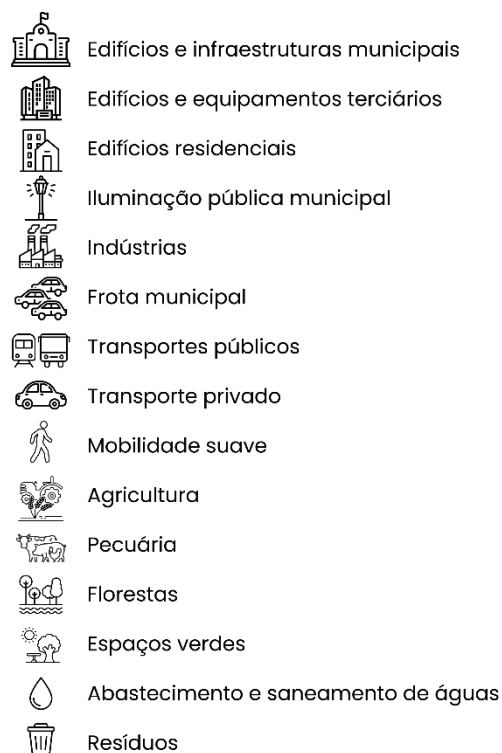 Edifícios e infraestruturas municipais
Edifícios e equipamentos terciários
Edifícios residenciais
Iluminação pública municipal
Indústrias
Frota municipal
Transportes públicos
Transporte privado
Mobilidade suave
Agricultura
Pecuária
Florestas
Espaços verdes
Abastecimento e saneamento de águas
Resíduos